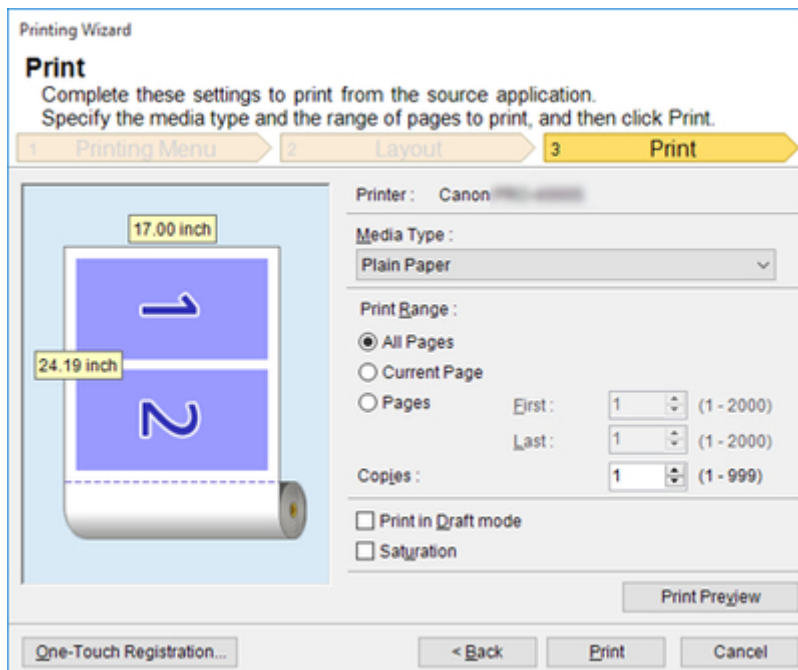 Printing Wizard
Print
Complete these settings to print from the source application.
Specify the media type and the range of pages to print, and then click Print.
1 Printing Menu 2 Layout 3 Print
17.00 inch
24.19 inch
1
2
Printer : Canon
Media Type :
Plain Paper
Print Range :
All Pages
Current Page
Pages First : 1 (1 - 2000)
Last : 1 (1 - 2000)
Copies : 1 (1 - 999)
Print in Draft mode
Saturation
Print Preview
One-Touch Registration... < Back Print Cancel